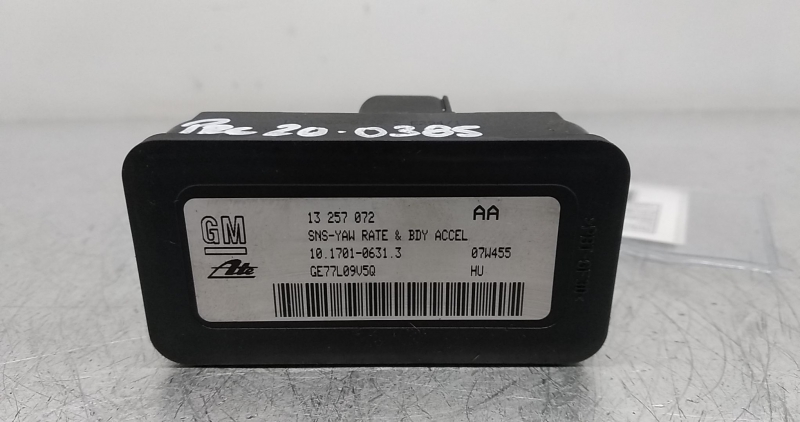 20-0385
GM
13 257 072 AA
SNS-YAW RATE & BDY ACCEL
10.1701-0631.3 07W455
Ate GE77L09V5Q HU